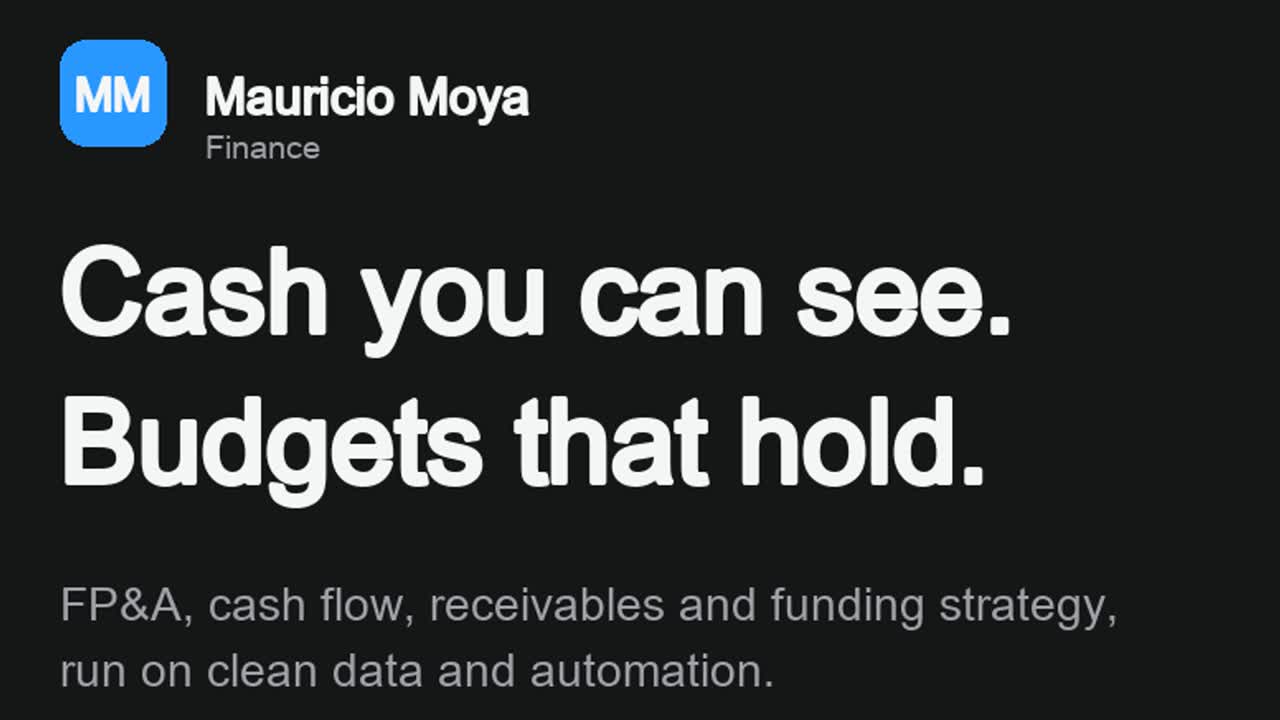 MM
Mauricio Moya
Finance
Cash you can see.
Budgets that hold.
FP&A, cash flow, receivables and funding strategy,
run on clean data and automation.